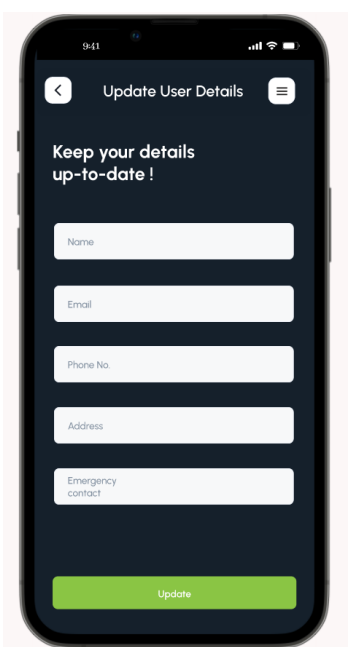 9:41
Update User Details
Keep your details
up-to-date !
Name
Email
Phone No.
Address
Emergency
contact
Update